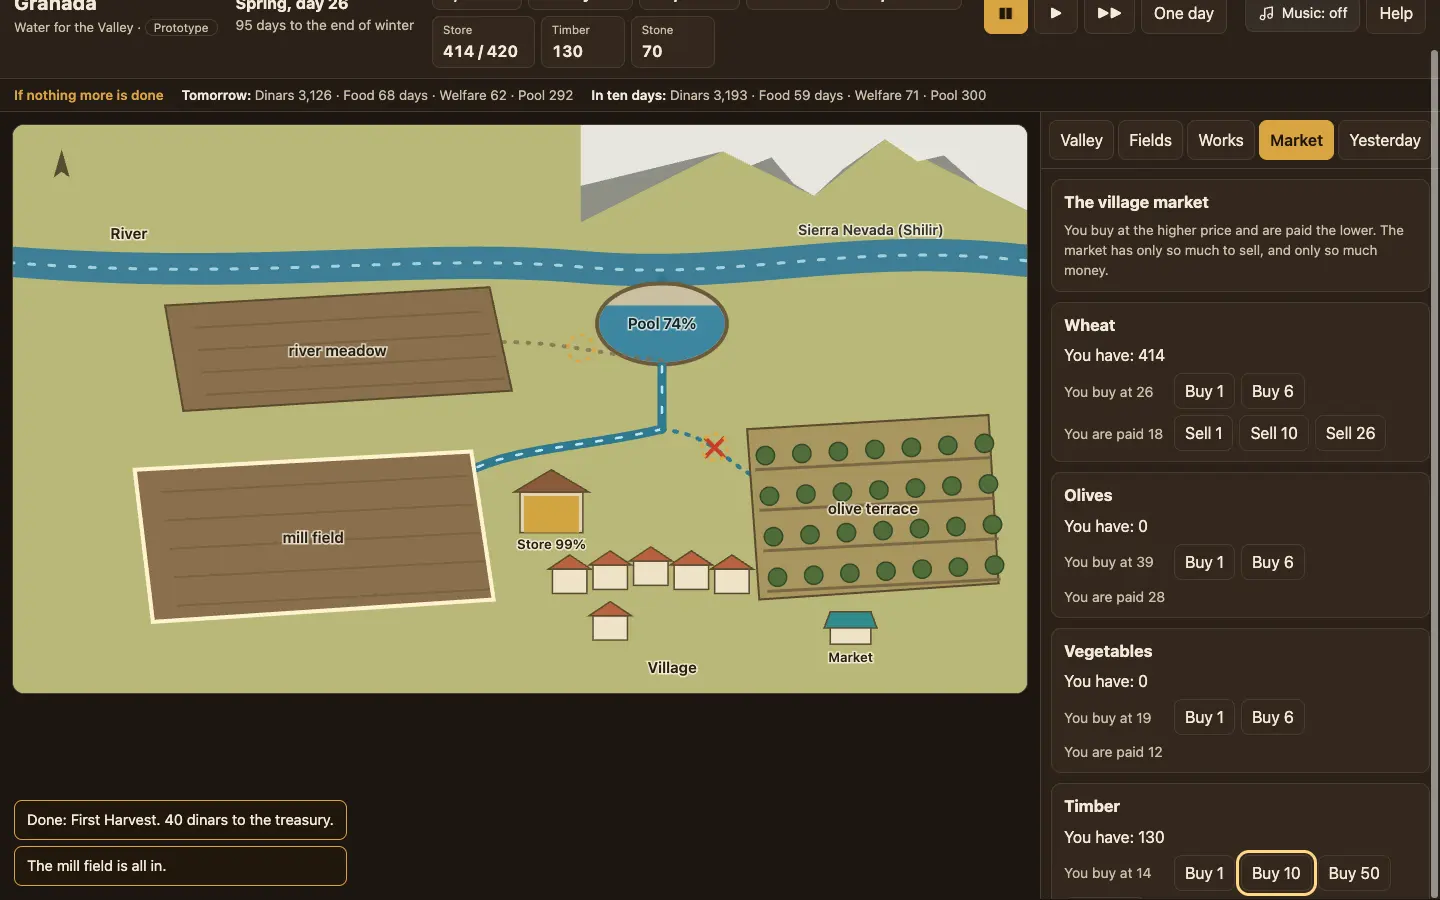 Granada
Water for the Valley · Prototype
Spring, day 26
95 days to the end of winter
Store
414 / 420
Timber
130
Stone
70
One day
Music: off
Help
If nothing more is done Tomorrow: Dinars 3,126 · Food 68 days · Welfare 62 · Pool 292 In ten days: Dinars 3,193 · Food 59 days · Welfare 71 · Pool 300
Valley
Fields
Works
Market
Yesterday
River
Sierra Nevada (Shilir)
Pool 74%
river meadow
mill field
olive terrace
Store 99%
Market
Village
The village market
You buy at the higher price and are paid the lower. The
market has only so much to sell, and only so much
money.
Wheat
You have: 414
You buy at 26 Buy 1 Buy 6
You are paid 18 Sell 1 Sell 10 Sell 26
Olives
You have: 0
You buy at 39 Buy 1 Buy 6
You are paid 28
Vegetables
You have: 0
You buy at 19 Buy 1 Buy 6
You are paid 12
Timber
You have: 130
You buy at 14 Buy 1 Buy 10 Buy 50
Done: First Harvest. 40 dinars to the treasury.
The mill field is all in.